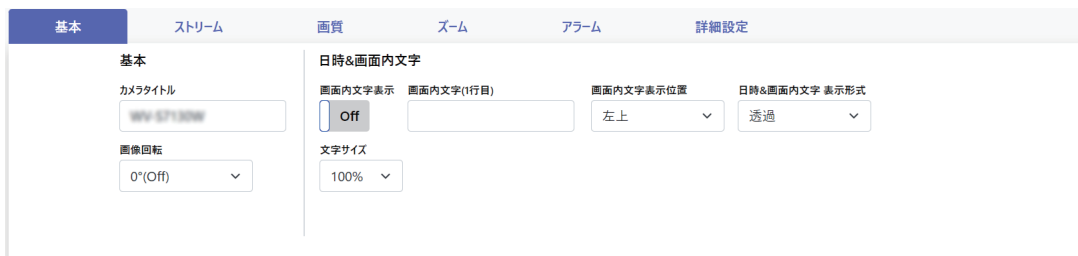 基本 ストリーム 画質 ズーム アラーム 詳細設定
基本
カメラタイトル
画像回転
0°(Off)
日時&画面内文字
画面内文字表示 画面内文字(1行目) 画面内文字表示位置 日時&画面内文字 表示形式
Off 左上 透過
文字サイズ
100%